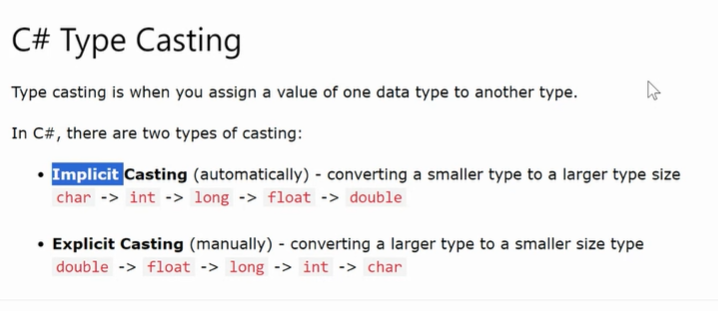 C# Type Casting
Type casting is when you assign a value of one data type to another type.
In C#, there are two types of casting:
• Implicit Casting (automatically) - converting a smaller type to a larger type size
char -> int -> long -> float -> double
• Explicit Casting (manually) - converting a larger type to a smaller size type
double -> float -> long -> int -> char